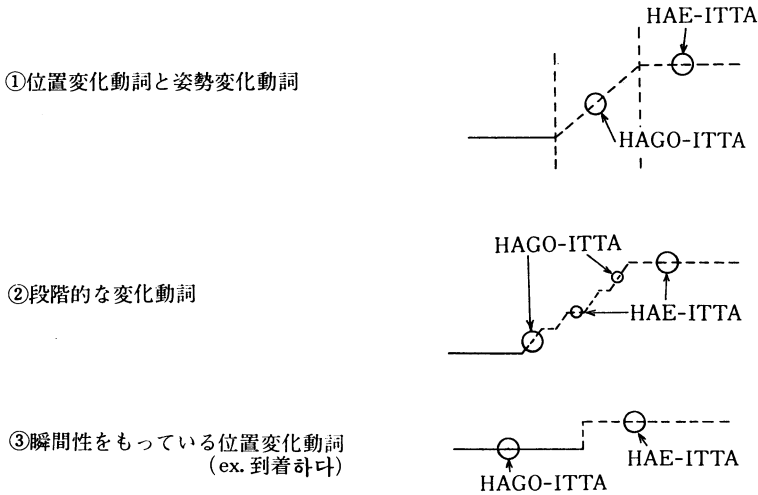 HAE-ITTA
①位置変化動詞と姿勢変化動詞
HAGO-ITTA
HAGO-ITTA
②段階的な変化動詞
HAE-ITTA
③瞬間性をもっている位置変化動詞
(ex. 到着하다)
HAE-ITTA
HAGO-ITTA